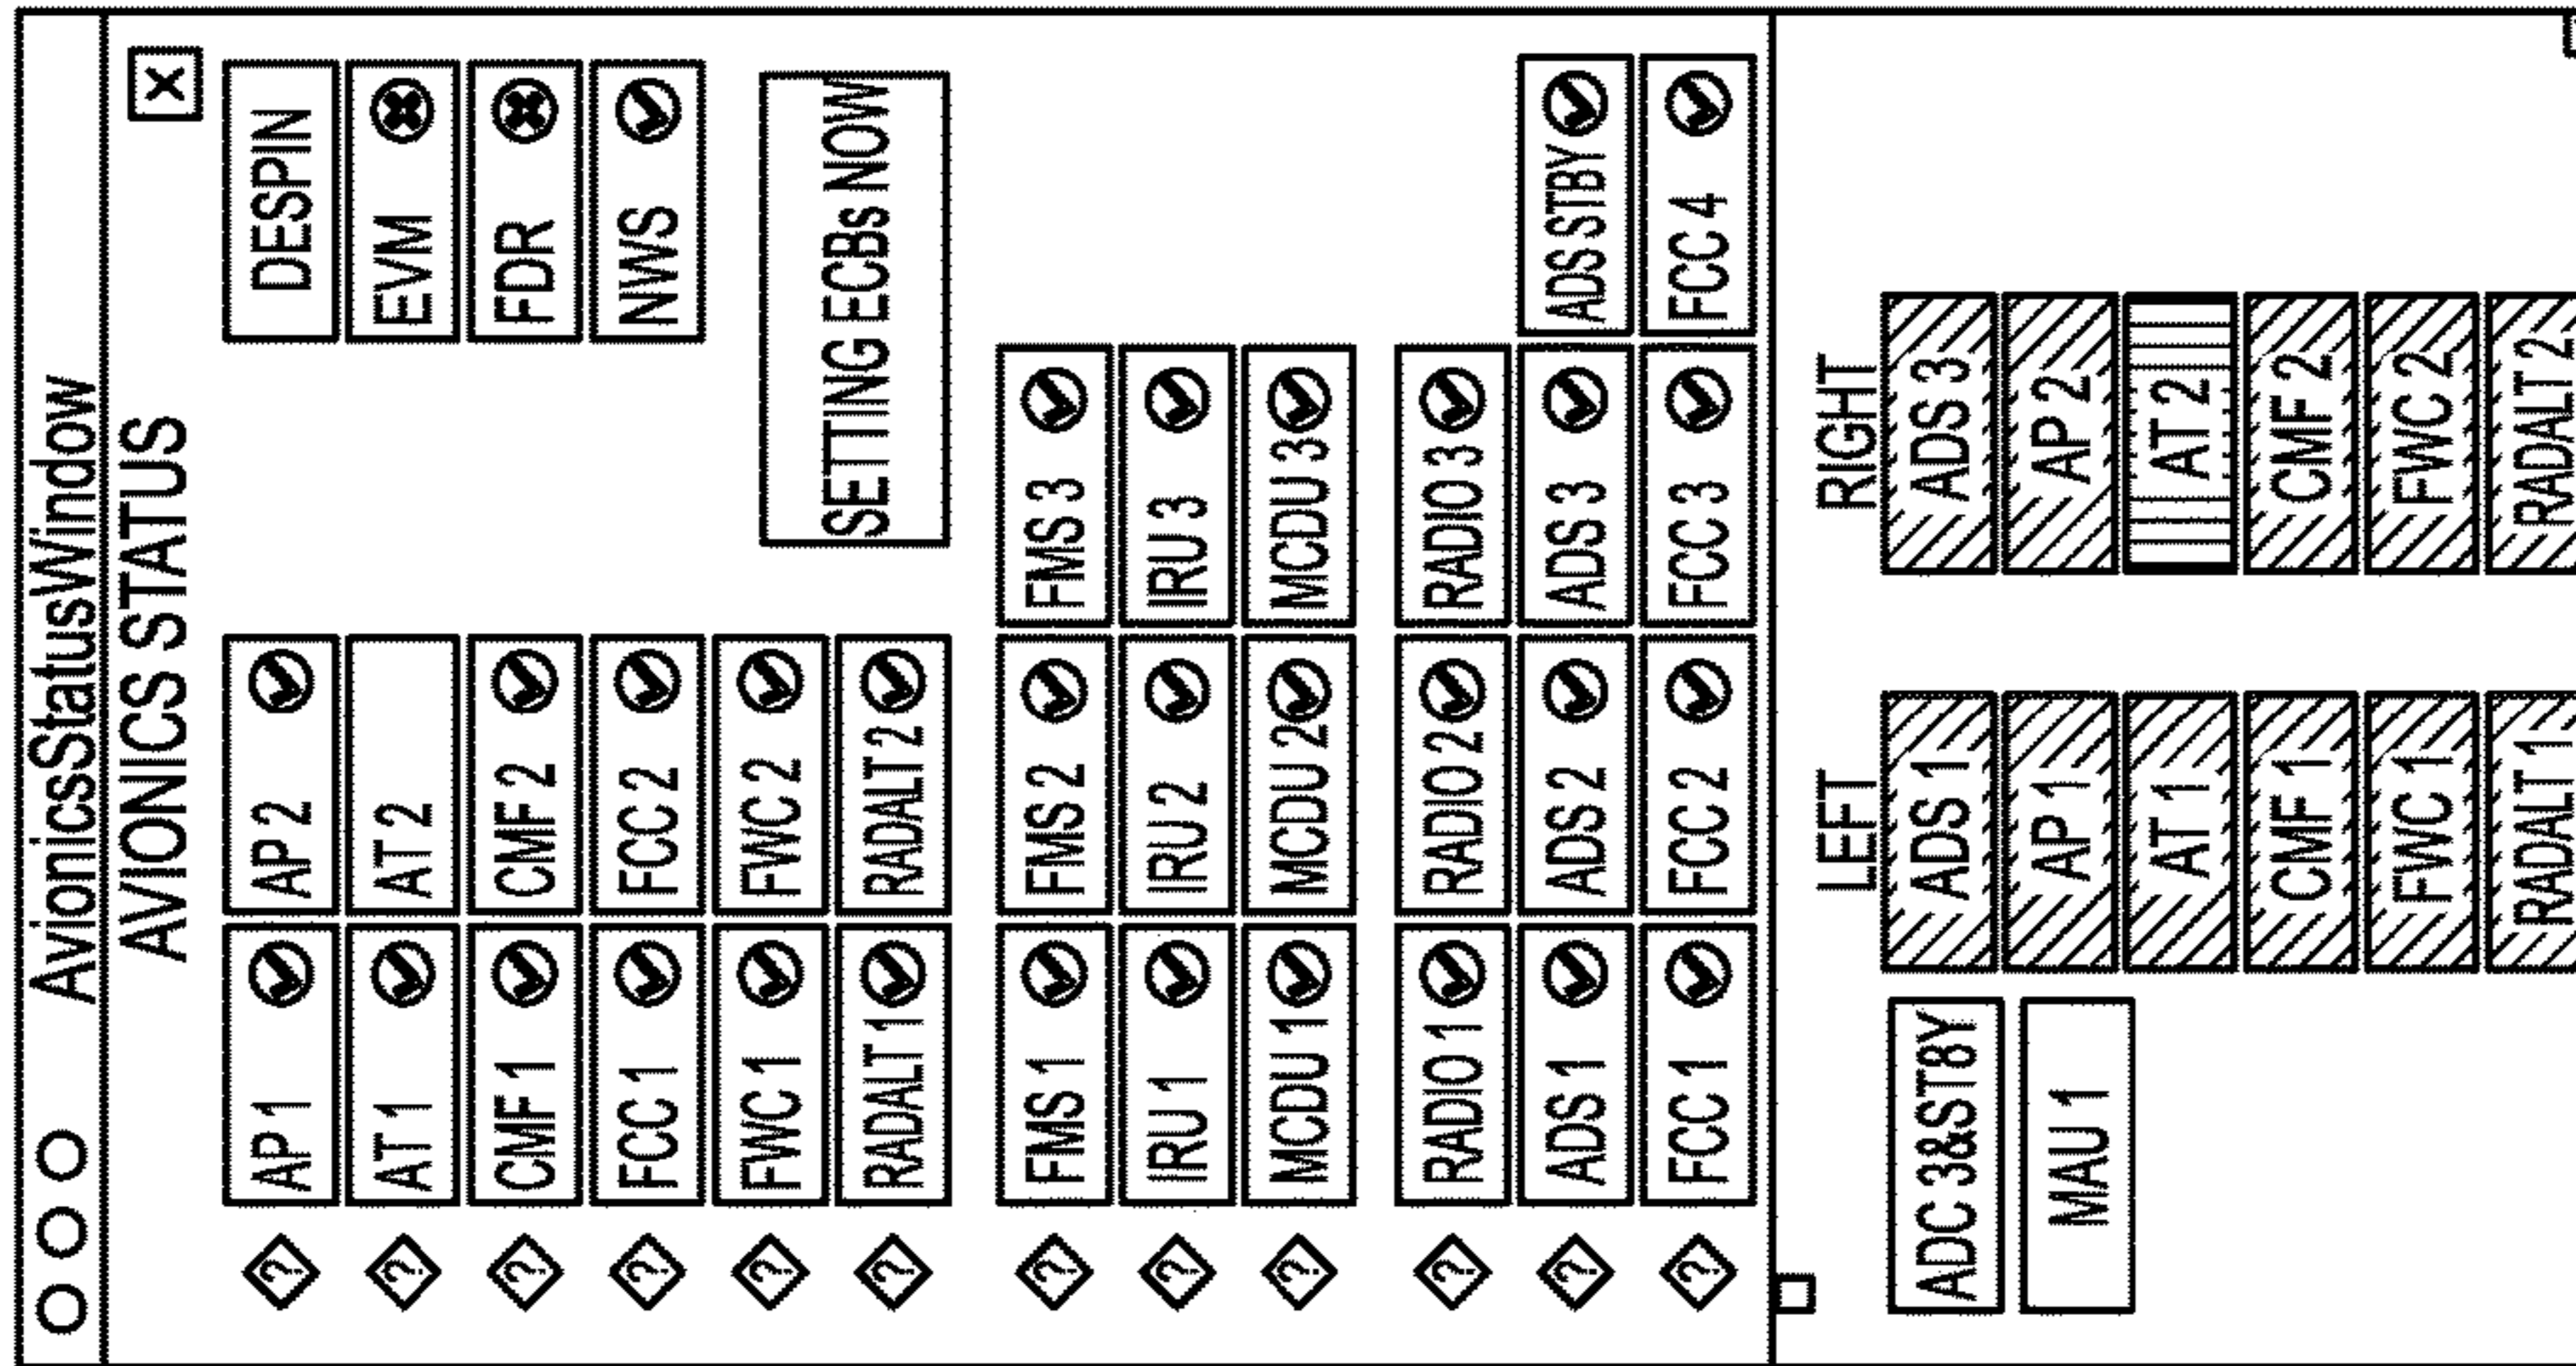 AvionicsStatusWindow
AVIONICS STATUS X
? AP 1 AP 2 DESPIN
? AT 1 AT 2 EVM
? CMF 1 CMF 2 FDR
? FCC 1 FCC 2 NWS
? FWC 1 FWC 2 SETTING ECBs NOW
? RADALT 1 RADALT 2
? FMS 1 FMS 2 FMS 3
? IRU 1 IRU 2 IRU 3
? MCDU 1 MCDU 2 MCDU 3
? RADIO 1 RADIO 2 RADIO 3
? ADS 1 ADS 2 ADS 3 ADS STBY
? FCC 1 FCC 2 FCC 3 FCC 4
LEFT RIGHT
ADC 3&ST8Y ADS 1 ADS 3
MAU 1 AP 1 AP 2
AT 1 AT 2
CMF 1 CMF 2
FWC 1 FWC 2
RADALT 1 RADALT 2